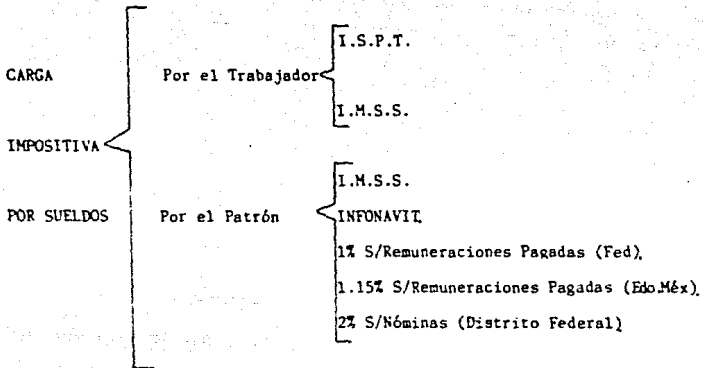 I.S.P.T.
CARGA Por el Trabajador
I.M.S.S.
IMPOSITIVA
I.M.S.S.
POR SUELDOS Por el Patrón INFONAVIT.
1% S/Remuneraciones Pagadas (Fed).
1.15% S/Remuneraciones Pagadas (Edo.Méx).
2% S/Nóminas (Distrito Federal)